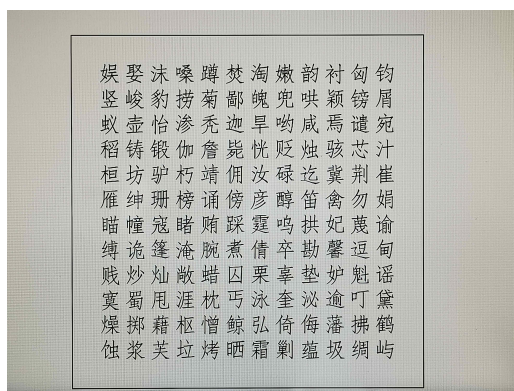 娱娶沫嗓蹲焚淘嫩韵衬匈钧
竖峻豹捞菊鄙魄兜哄颖镑屑
蚁壶怡渗秃迦旱哟咸焉谴宛
稻铸锻伽詹毙恍贬烛骇芯汁
桓坊驴朽靖佣汝碌迄冀荆崔
雁绅珊榜诵傍彦醇笛禽勿娟
瞄幢寇睹贿踩霆呜拱妃蔑谕
缚诡篷淹腕煮倩卒勘馨逗甸
贱炒灿敞蜡囚栗辜垫妒魁谣
寞蜀甩涯枕丐泳奎泌逾叮黛
燥掷藉枢憎鲸弘倚侮藩拂鹤
蚀浆芙垃烤晒霜剿蕴圾绸屿